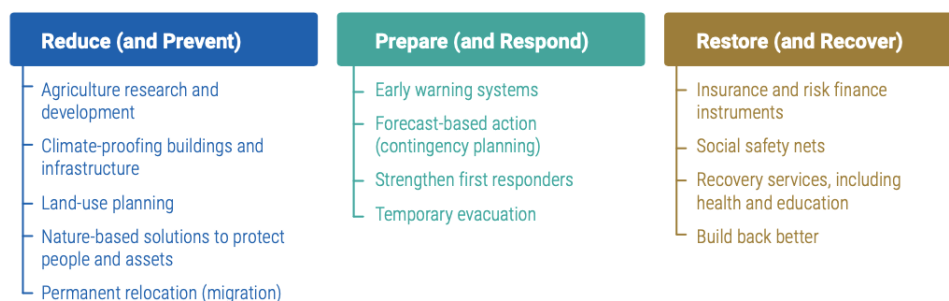 Reduce (and Prevent)
Agriculture research and
development
Climate-proofing buildings and
infrastructure
Land-use planning
Nature-based solutions to protect
people and assets
Permanent relocation (migration)
Prepare (and Respond)
Early warning systems
Forecast-based action
(contingency planning)
Strengthen first responders
Temporary evacuation
Restore (and Recover)
Insurance and risk finance
instruments
Social safety nets
Recovery services, including
health and education
Build back better